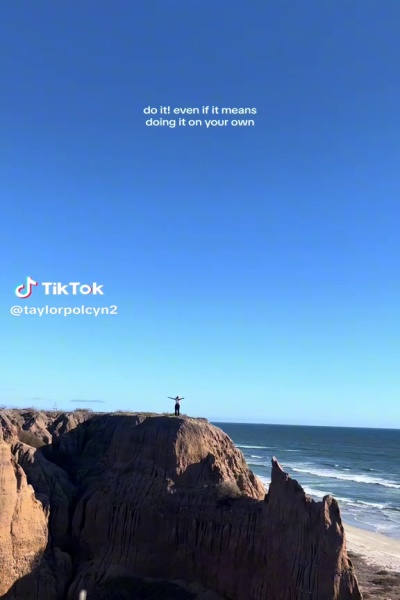 do it! even if it means
doing it on your own
TikTok
@taylorpolcyn2